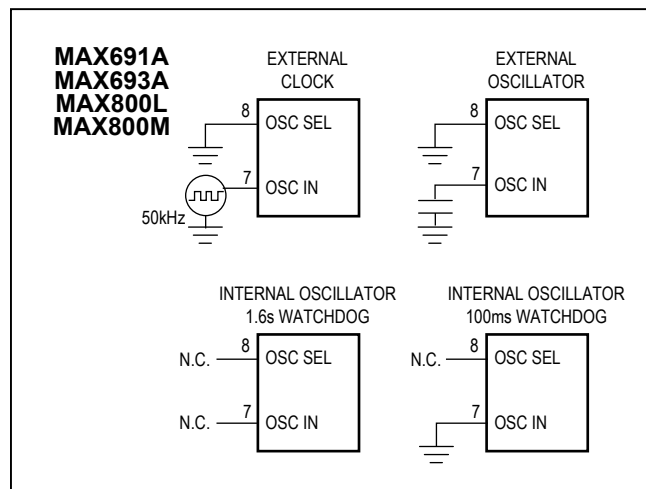 MAX691A
MAX693A
MAX800L
MAX800M
EXTERNAL
CLOCK
8
OSC SEL
7
OSC IN
50kHz
EXTERNAL
OSCILLATOR
8
OSC SEL
7
OSC IN
INTERNAL OSCILLATOR
1.6s WATCHDOG
N.C.
8
OSC SEL
N.C.
7
OSC IN
INTERNAL OSCILLATOR
100ms WATCHDOG
N.C.
8
OSC SEL
7
OSC IN